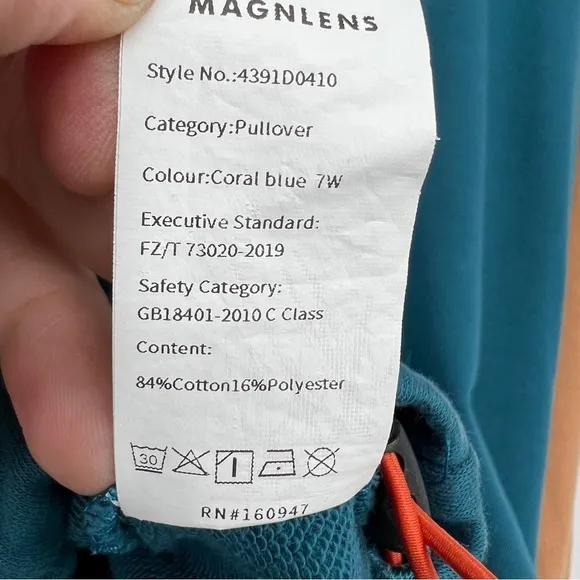 MAGNLENS
Style No.:4391D0410
Category:Pullover
Colour:Coral blue 7W
Executive Standard:
FZ/T 73020-2019
Safety Category:
GB18401-2010 C Class
Content:
84%Cotton16%Polyester
30
RN#160947